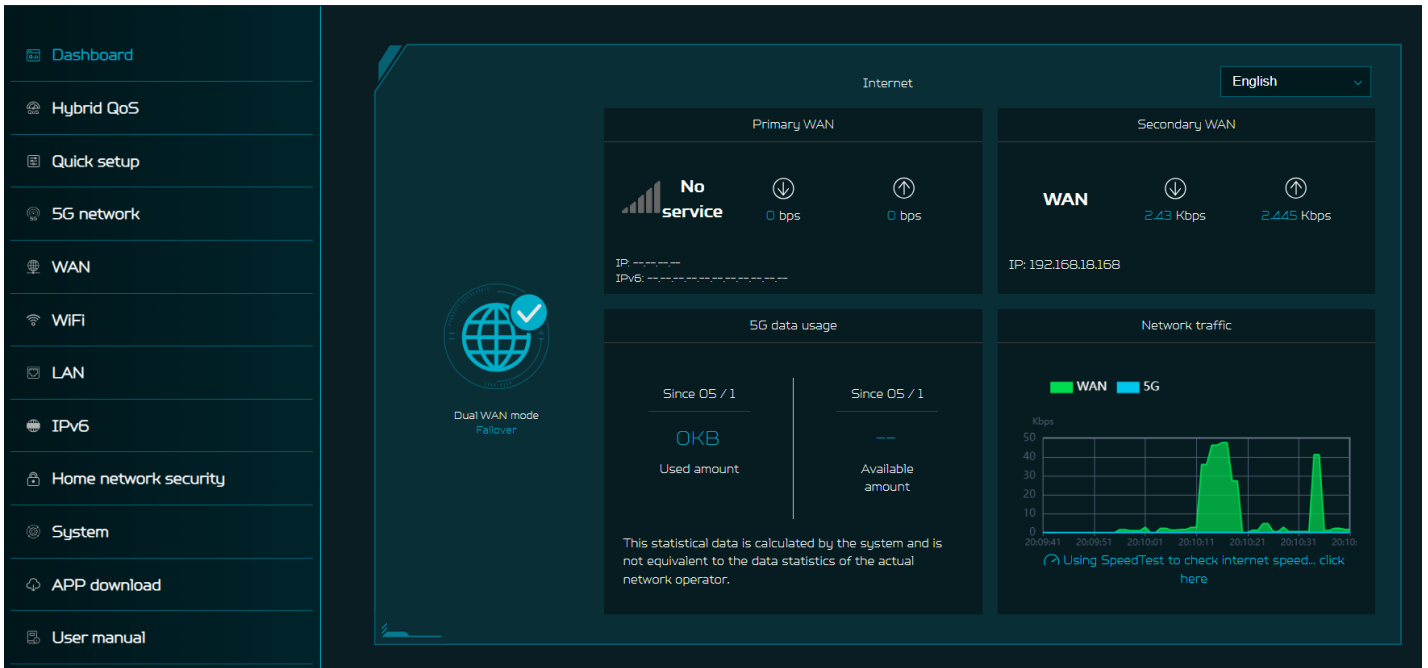 Dashboard
Hybrid QoS
Quick setup
5G network
WAN
WiFi
LAN
IPv6
Home network security
System
APP download
User manual
Internet
English
Primary WAN
No
service
0 bps
0 bps
IP: --.--.--.--
IPv6: --.--.--.--.--.--.--.--.--.--.--
Secondary WAN
WAN
2.43 Kbps
2.445 Kbps
IP: 192.168.18.168
Dual WAN mode
Failover
5G data usage
Since 05 / 1
0KB
Used amount
Since 05 / 1
--
Available
amount
This statistical data is calculated by the system and is
not equivalent to the data statistics of the actual
network operator.
Network traffic
WAN 5G
Kbps
50
40
30
20
10
0
20:09:41 20:09:51 20:10:01 20:10:11 20:10:21 20:10:31 20:10:
Using SpeedTest to check internet speed... click
here